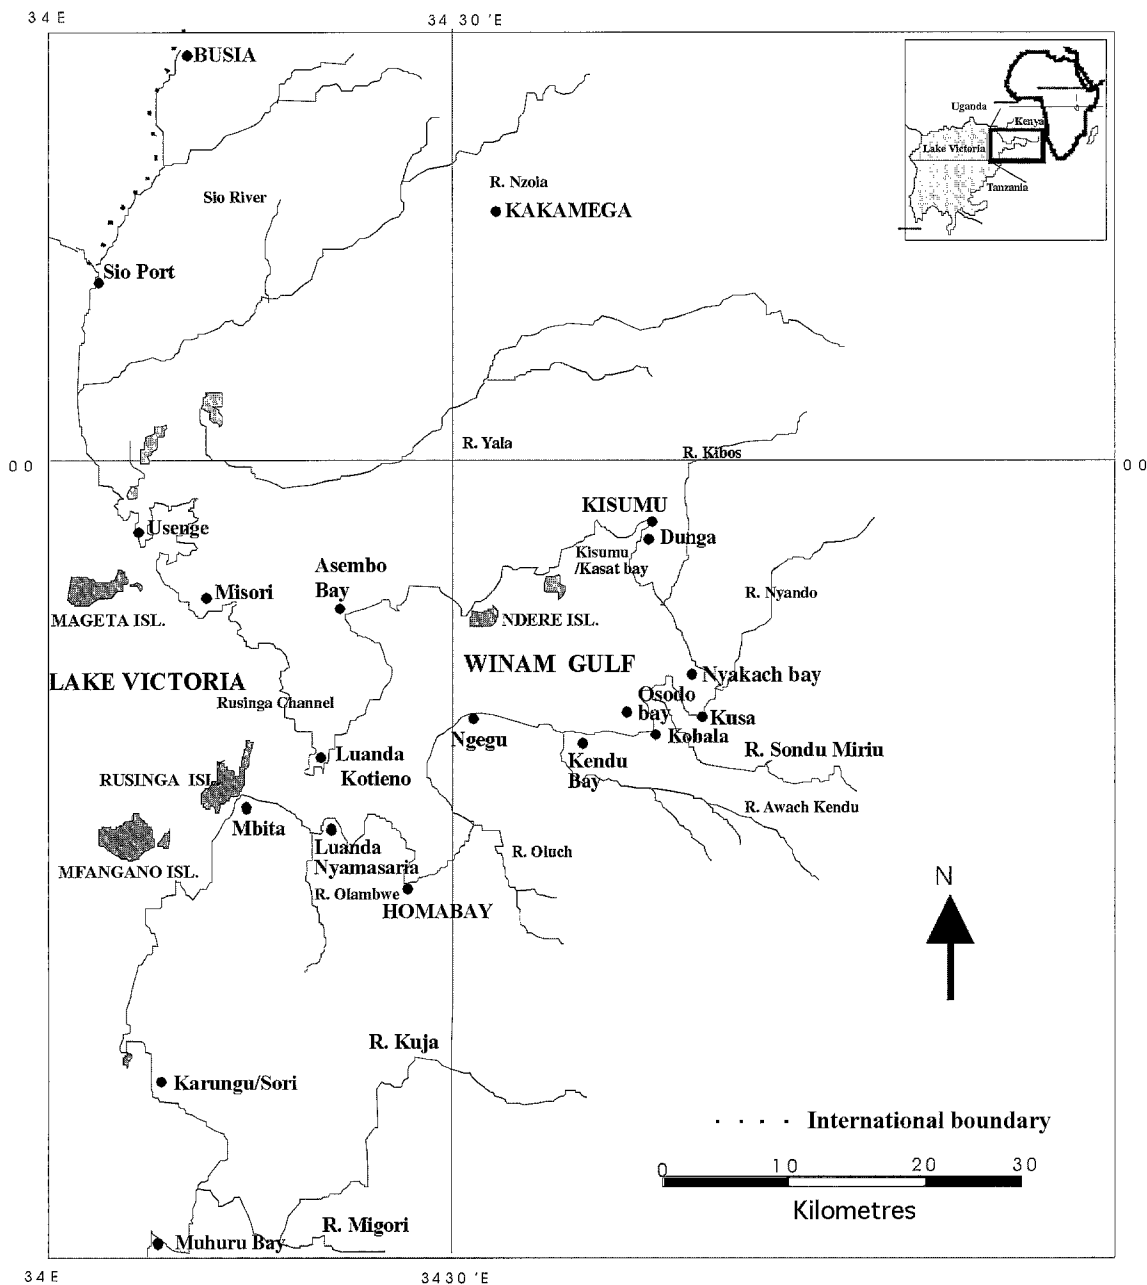 34 E
34 30 'E
BUSIA
Uganda
Kenya
Lake Victoria
Tanzania
R. Nzoia
Sio River
KAKAMEGA
Sio Port
R. Yala
R. Kibos
0 0
0 0
KISUMU
Usenge
Dunga
Kisumu
/Kasat bay
Asembo
Bay
Misori
R. Nyando
MAGETA ISL.
NDERE ISL.
WINAM GULF
Nyakach bay
LAKE VICTORIA
Osodo
bay
Rusinga Channel
Kusa
Ngegu
Kobala
Luanda
Kotieno
Kendu
Bay
R. Sondu Miriu
RUSINGA ISL.
R. Awach Kendu
Mbita
Luanda
Nyamasaria
R. Oluch
MFANGANO ISL.
R. Olambwe
HOMABAY
N
R. Kuja
Karungu/Sori
International boundary
0 10 20 30
Kilometres
R. Migori
Muhuru Bay
34 E
34 30 'E